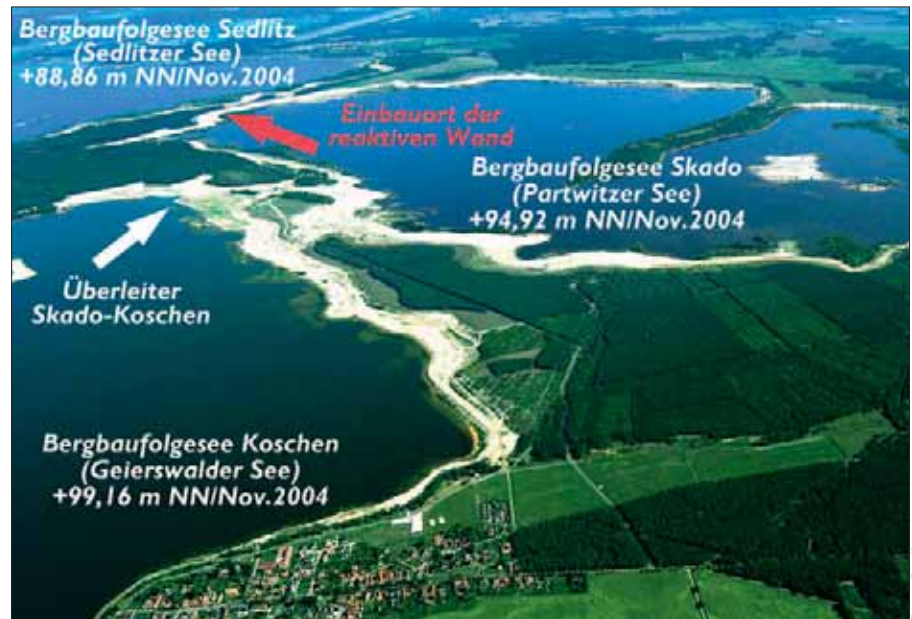 Bergbaufolgesee Sedlitz
(Sedlitzer See)
+88,86 m NN/Nov.2004
Einbauort der
reaktiven Wand
Bergbaufolgesee Skado
(Partwitzer See)
+94,92 m NN/Nov.2004
Überleiter
Skado-Koschen
Bergbaufolgesee Koschen
(Geierswalder See)
+99,16 m NN/Nov.2004